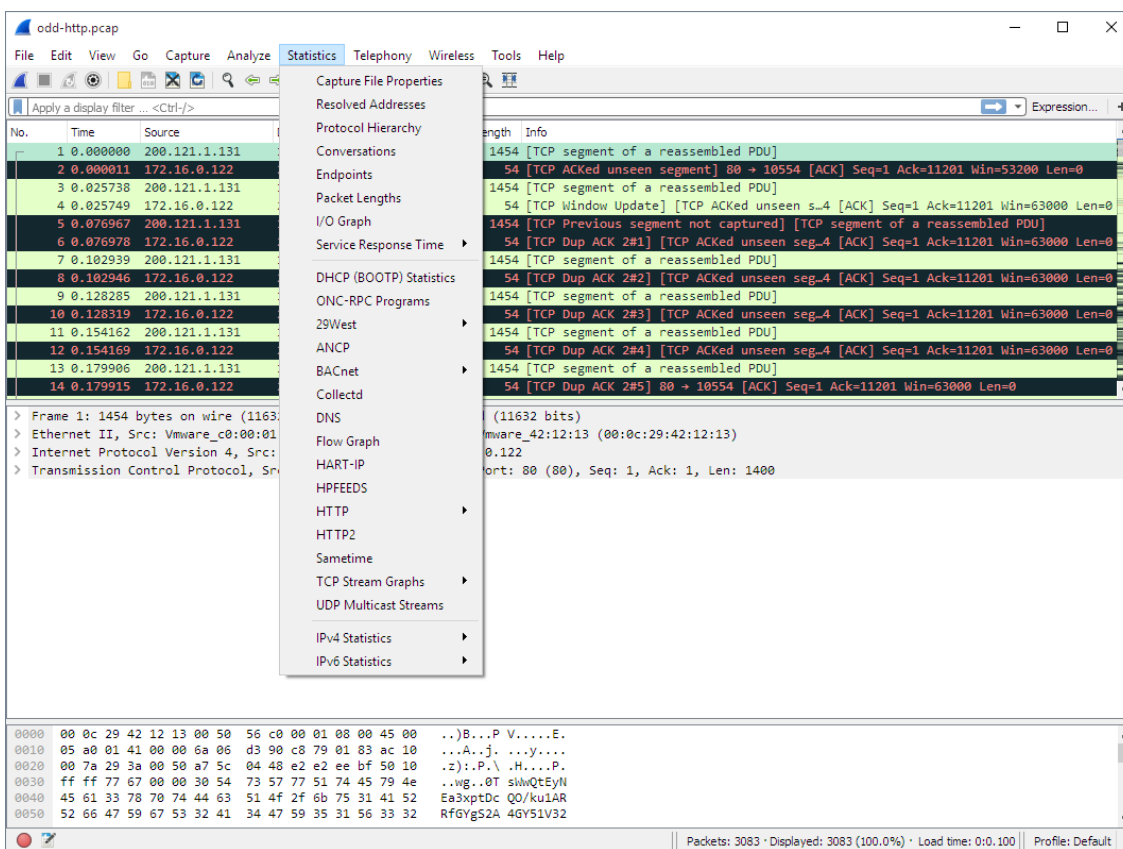 odd-http.pcap
File Edit View Go Capture Analyze Statistics Telephony Wireless Tools Help
Apply a display filter ... <Ctrl-/> Expression... +
No. Time Source ength Info
1 0.000000 200.121.1.131 1454 [TCP segment of a reassembled PDU]
2 0.000011 172.16.0.122 54 [TCP ACKed unseen segment] 80 → 10554 [ACK] Seq=1 Ack=11201 Win=53200 Len=0
3 0.025738 200.121.1.131 1454 [TCP segment of a reassembled PDU]
4 0.025749 172.16.0.122 54 [TCP Window Update] [TCP ACKed unseen s…4 [ACK] Seq=1 Ack=11201 Win=63000 Len=0
5 0.076967 200.121.1.131 1454 [TCP Previous segment not captured] [TCP segment of a reassembled PDU]
6 0.076978 172.16.0.122 54 [TCP Dup ACK 2#1] [TCP ACKed unseen seg…4 [ACK] Seq=1 Ack=11201 Win=63000 Len=0
7 0.102939 200.121.1.131 1454 [TCP segment of a reassembled PDU]
8 0.102946 172.16.0.122 54 [TCP Dup ACK 2#2] [TCP ACKed unseen seg…4 [ACK] Seq=1 Ack=11201 Win=63000 Len=0
9 0.128285 200.121.1.131 1454 [TCP segment of a reassembled PDU]
10 0.128319 172.16.0.122 54 [TCP Dup ACK 2#3] [TCP ACKed unseen seg…4 [ACK] Seq=1 Ack=11201 Win=63000 Len=0
11 0.154162 200.121.1.131 1454 [TCP segment of a reassembled PDU]
12 0.154169 172.16.0.122 54 [TCP Dup ACK 2#4] [TCP ACKed unseen seg…4 [ACK] Seq=1 Ack=11201 Win=63000 Len=0
13 0.179906 200.121.1.131 1454 [TCP segment of a reassembled PDU]
14 0.179915 172.16.0.122 54 [TCP Dup ACK 2#5] 80 → 10554 [ACK] Seq=1 Ack=11201 Win=63000 Len=0
Capture File Properties
Resolved Addresses
Protocol Hierarchy
Conversations
Endpoints
Packet Lengths
I/O Graph
Service Response Time
DHCP (BOOTP) Statistics
ONC-RPC Programs
29West
ANCP
BACnet
Collectd
DNS
Flow Graph
HART-IP
HPFEEDS
HTTP
HTTP2
Sametime
TCP Stream Graphs
UDP Multicast Streams
IPv4 Statistics
IPv6 Statistics
> Frame 1: 1454 bytes on wire (1163 (11632 bits)
> Ethernet II, Src: Vmware_c0:00:01 mware_42:12:13 (00:0c:29:42:12:13)
> Internet Protocol Version 4, Src: 0.122
> Transmission Control Protocol, Sr ort: 80 (80), Seq: 1, Ack: 1, Len: 1400
0000 00 0c 29 42 12 13 00 50 56 c0 00 01 08 00 45 00 ..)B...P V.....E.
0010 05 a0 01 41 00 00 6a 06 d3 90 c8 79 01 83 ac 10 ...A..j. ...y....
0020 00 7a 29 3a 00 50 a7 5c 04 48 e2 e2 ee bf 50 10 .z):.P.\ .H....P.
0030 ff ff 77 67 00 00 30 54 73 57 77 51 74 45 79 4e ..wg..0T sWwQtEyN
0040 45 61 33 78 70 74 44 63 51 4f 2f 6b 75 31 41 52 Ea3xptDc QO/ku1AR
0050 52 66 47 59 67 53 32 41 34 47 59 35 31 56 33 32 RfGYgS2A 4GY51V32
Packets: 3083 · Displayed: 3083 (100.0%) · Load time: 0:0.100 Profile: Default